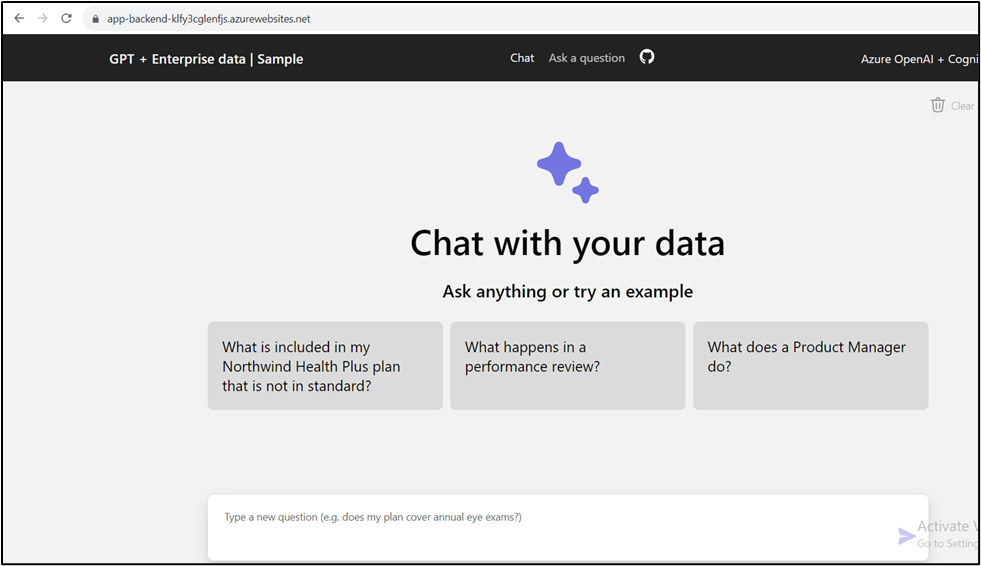 app-backend-klfy3cglenfjs.azurewebsites.net
GPT + Enterprise data | Sample
Chat
Ask a question
Azure OpenAI + Cogni
Clear
Chat with your data
Ask anything or try an example
What is included in my
Northwind Health Plus plan
that is not in standard?
What happens in a
performance review?
What does a Product Manager
do?
Type a new question (e.g. does my plan cover annual eye exams?)
Activate
Go to Setting